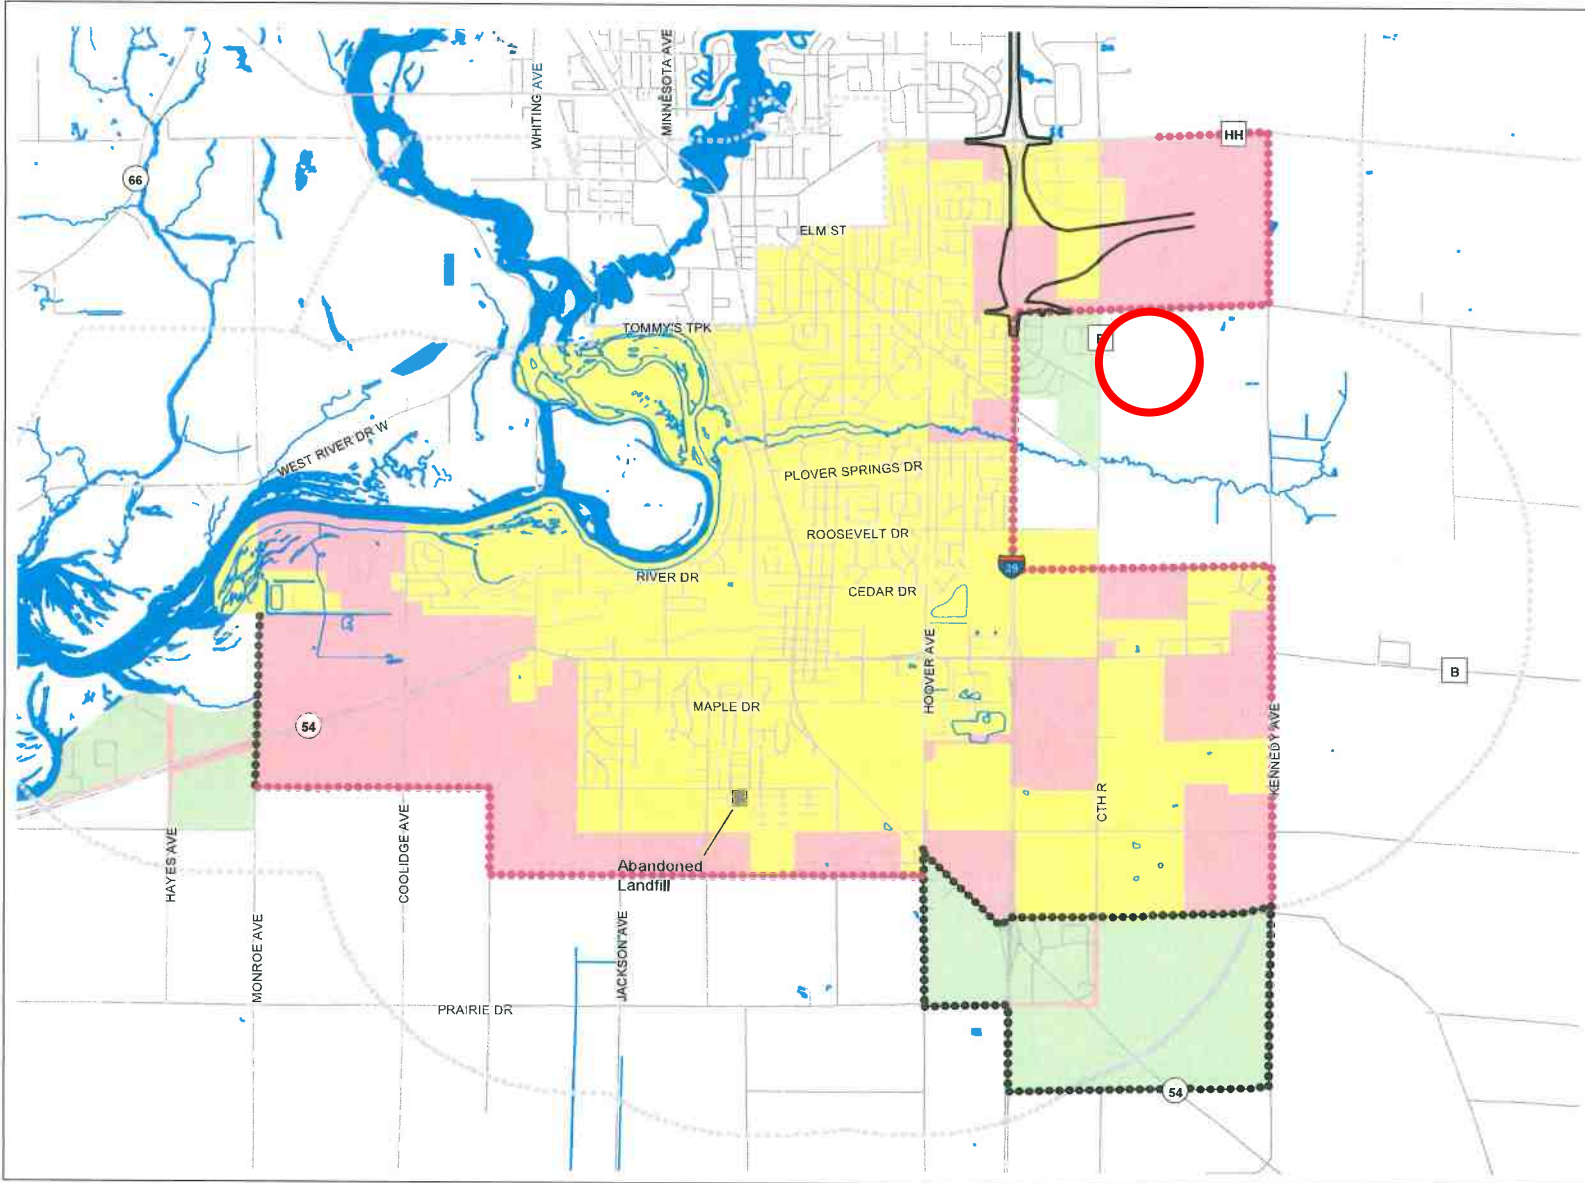 WHITING AVE
MINNESOTA AVE
HH
66
ELM ST
TOMMY'S TPK
WEST RIVER DR W
PLOVER SPRINGS DR
ROOSEVELT DR
39
RIVER DR
CEDAR DR
HOOVER AVE
B
MAPLE DR
54
KENNEDY AVE
CTH R
HAYES AVE
COOLIDGE AVE
Abandoned
Landfill
MONROE AVE
JACKSON AVE
PRAIRIE DR
54